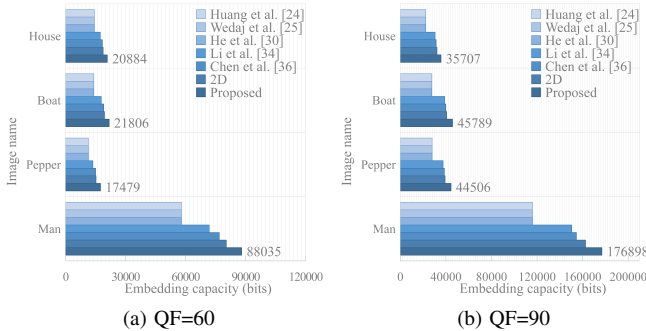 House
Boat
Pepper
Man
Image name
20884
21806
17479
88035
Huang et al. [24]
Wedaj et al. [25]
He et al. [30]
Li et al. [34]
Chen et al. [36]
2D
Proposed
0 30000 60000 90000 120000
Embedding capacity (bits)
(a) QF=60
House
Boat
Pepper
Man
Image name
35707
45789
44506
176898
Huang et al. [24]
Wedaj et al. [25]
He et al. [30]
Li et al. [34]
Chen et al. [36]
2D
Proposed
0 40000 80000 120000 160000 200000
Embedding capacity (bits)
(b) QF=90